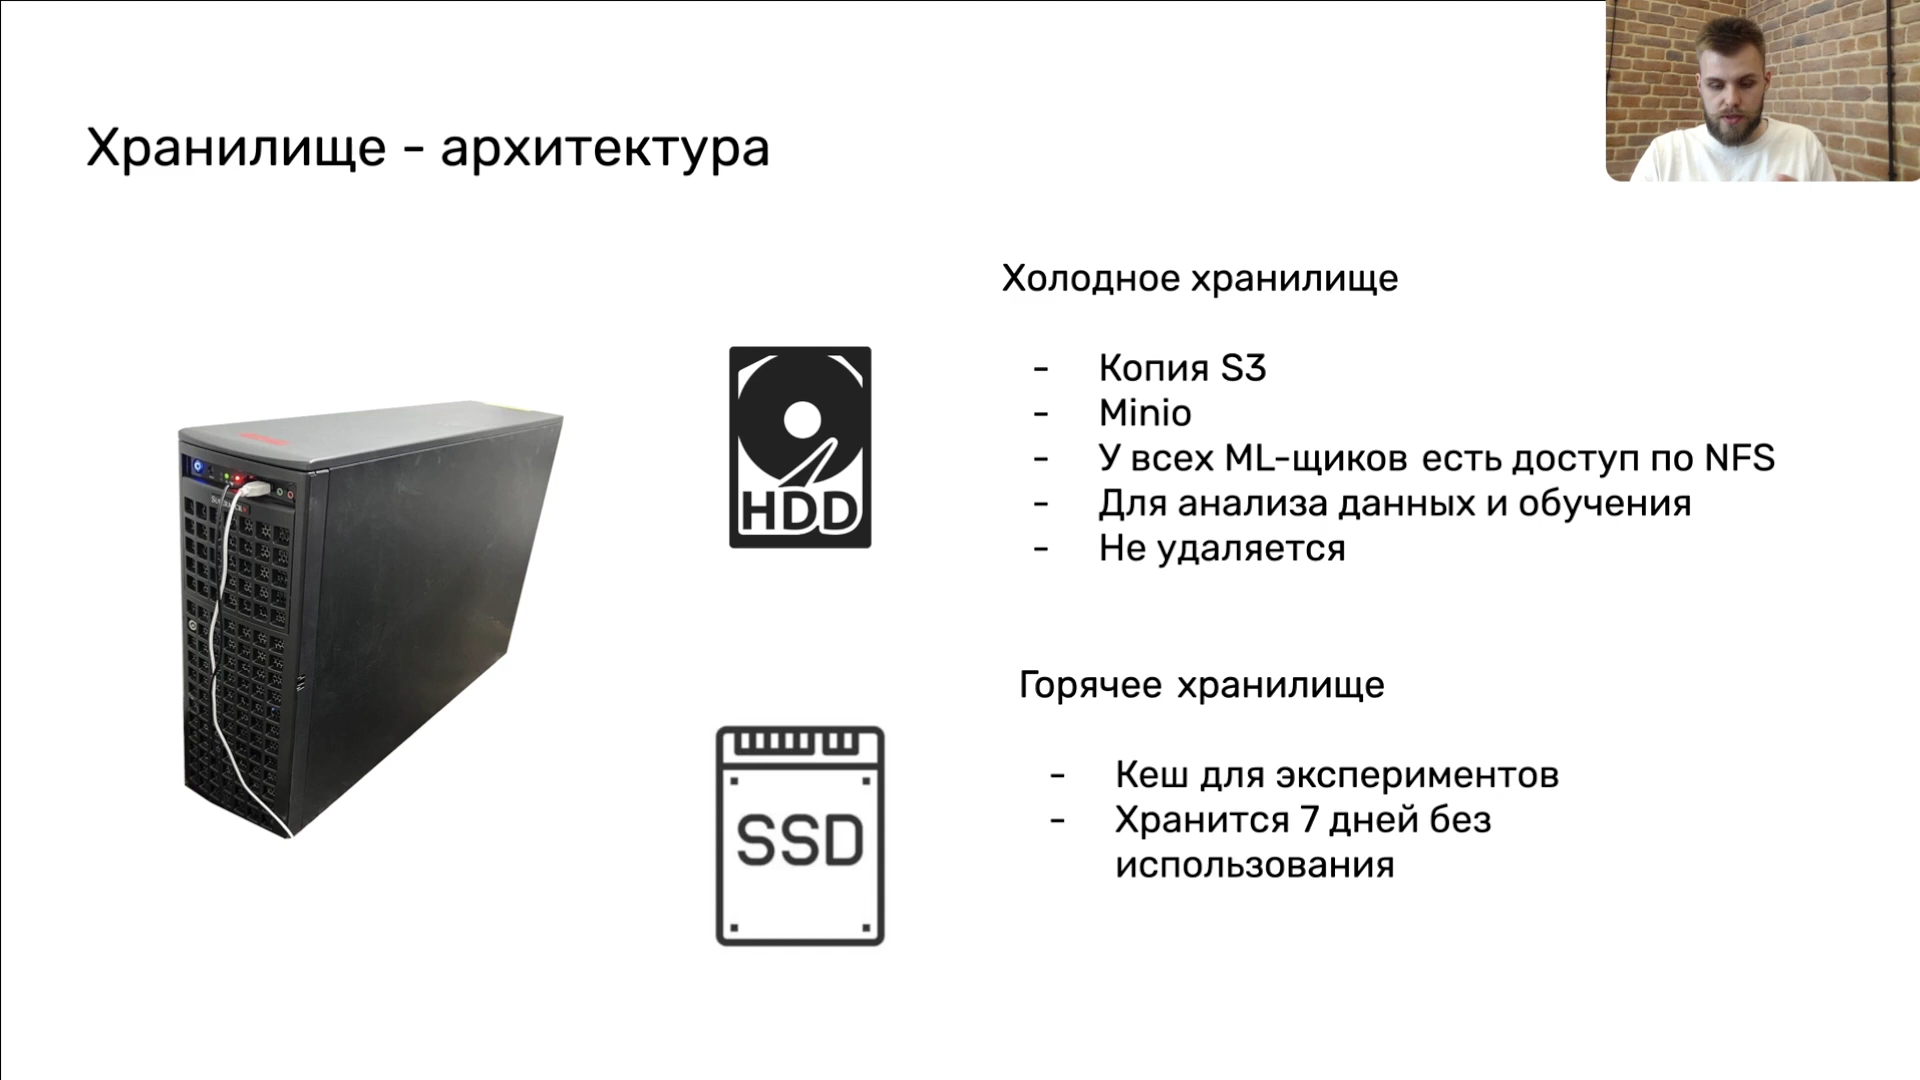 Хранилище - архитектура
Холодное хранилище
- Копия S3
- Minio
- У всех ML-щиков есть доступ по NFS
- Для анализа данных и обучения
- Не удаляется
HDD
Горячее хранилище
- Кеш для экспериментов
- Хранится 7 дней без
использования
SSD